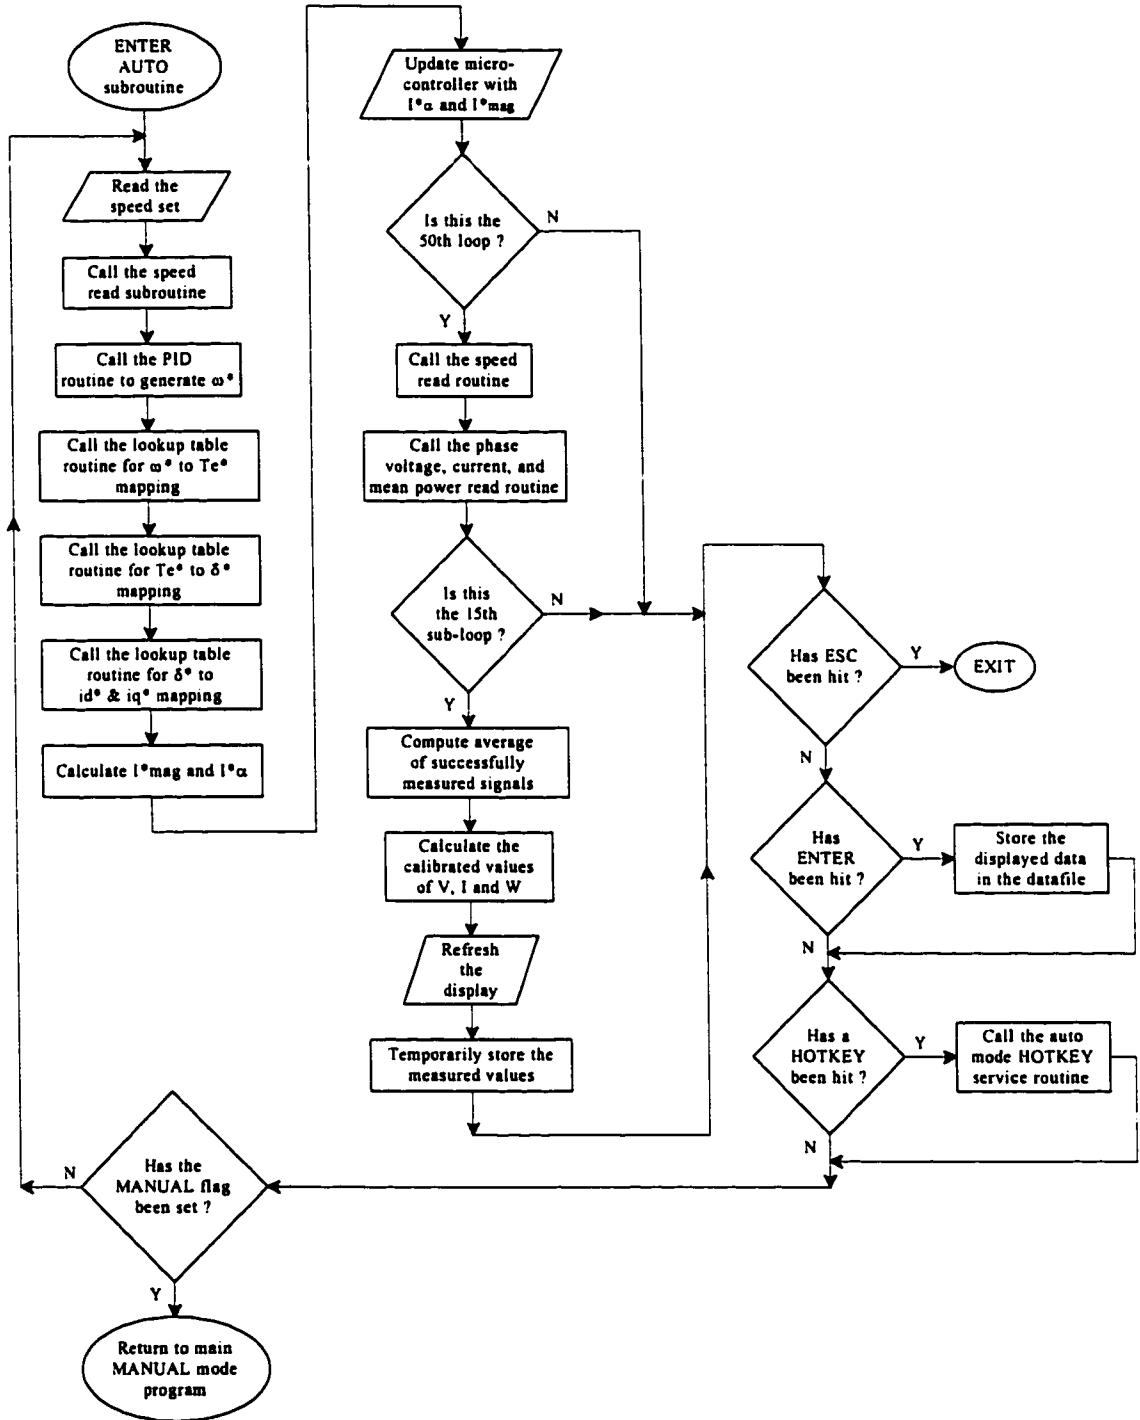 ENTER
AUTO
subroutine
Read the
speed set
Call the speed
read subroutine
Call the PID
routine to generate ω*
Call the lookup table
routine for ω* to Te*
mapping
Call the lookup table
routine for Te* to δ*
mapping
Call the lookup table
routine for δ* to
id* & iq* mapping
Calculate I*mag and I*α
Update micro-
controller with
I*α and I*mag
Is this the
50th loop ?
N
Y
Call the speed
read routine
Call the phase
voltage, current, and
mean power read routine
Is this
the 15th
sub-loop ?
N
Y
Compute average
of successfully
measured signals
Calculate the
calibrated values
of V, I and W
Refresh
the
display
Temporarily store the
measured values
Has ESC
been hit ?
Y
EXIT
N
Has
ENTER
been hit ?
Y
Store the
displayed data
in the datafile
N
Has a
HOTKEY
been hit ?
Y
Call the auto
mode HOTKEY
service routine
N
Has the
MANUAL flag
been set ?
N
Y
Return to main
MANUAL mode
program